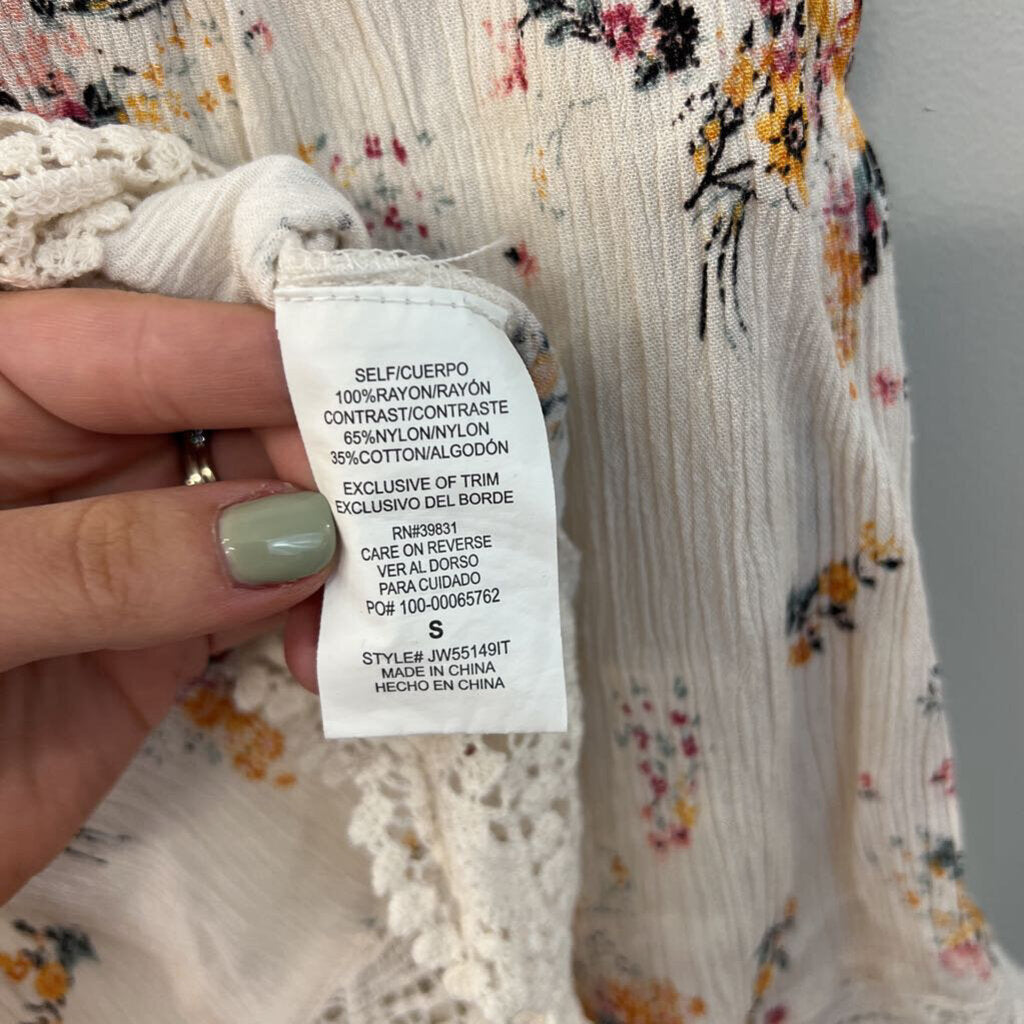 SELF/CUERPO
100%RAYON/RAYÓN
CONTRAST/CONTRASTE
65%NYLON/NYLON
35%COTTON/ALGODÓN
EXCLUSIVE OF TRIM
EXCLUSIVO DEL BORDE
RN#39831
CARE ON REVERSE
VER AL DORSO
PARA CUIDADO
PO# 100-00065762
S
STYLE# JW55149IT
MADE IN CHINA
HECHO EN CHINA